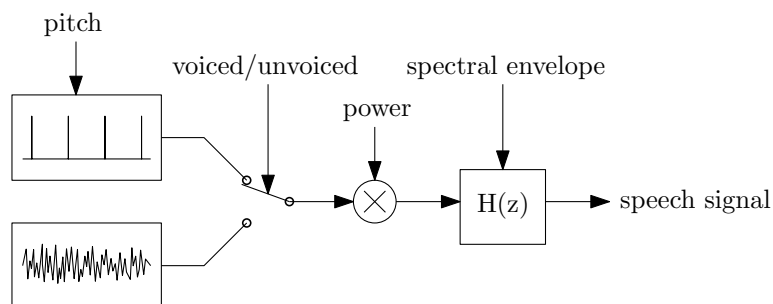 pitch
voiced/unvoiced
spectral envelope
power
H(z)
speech signal